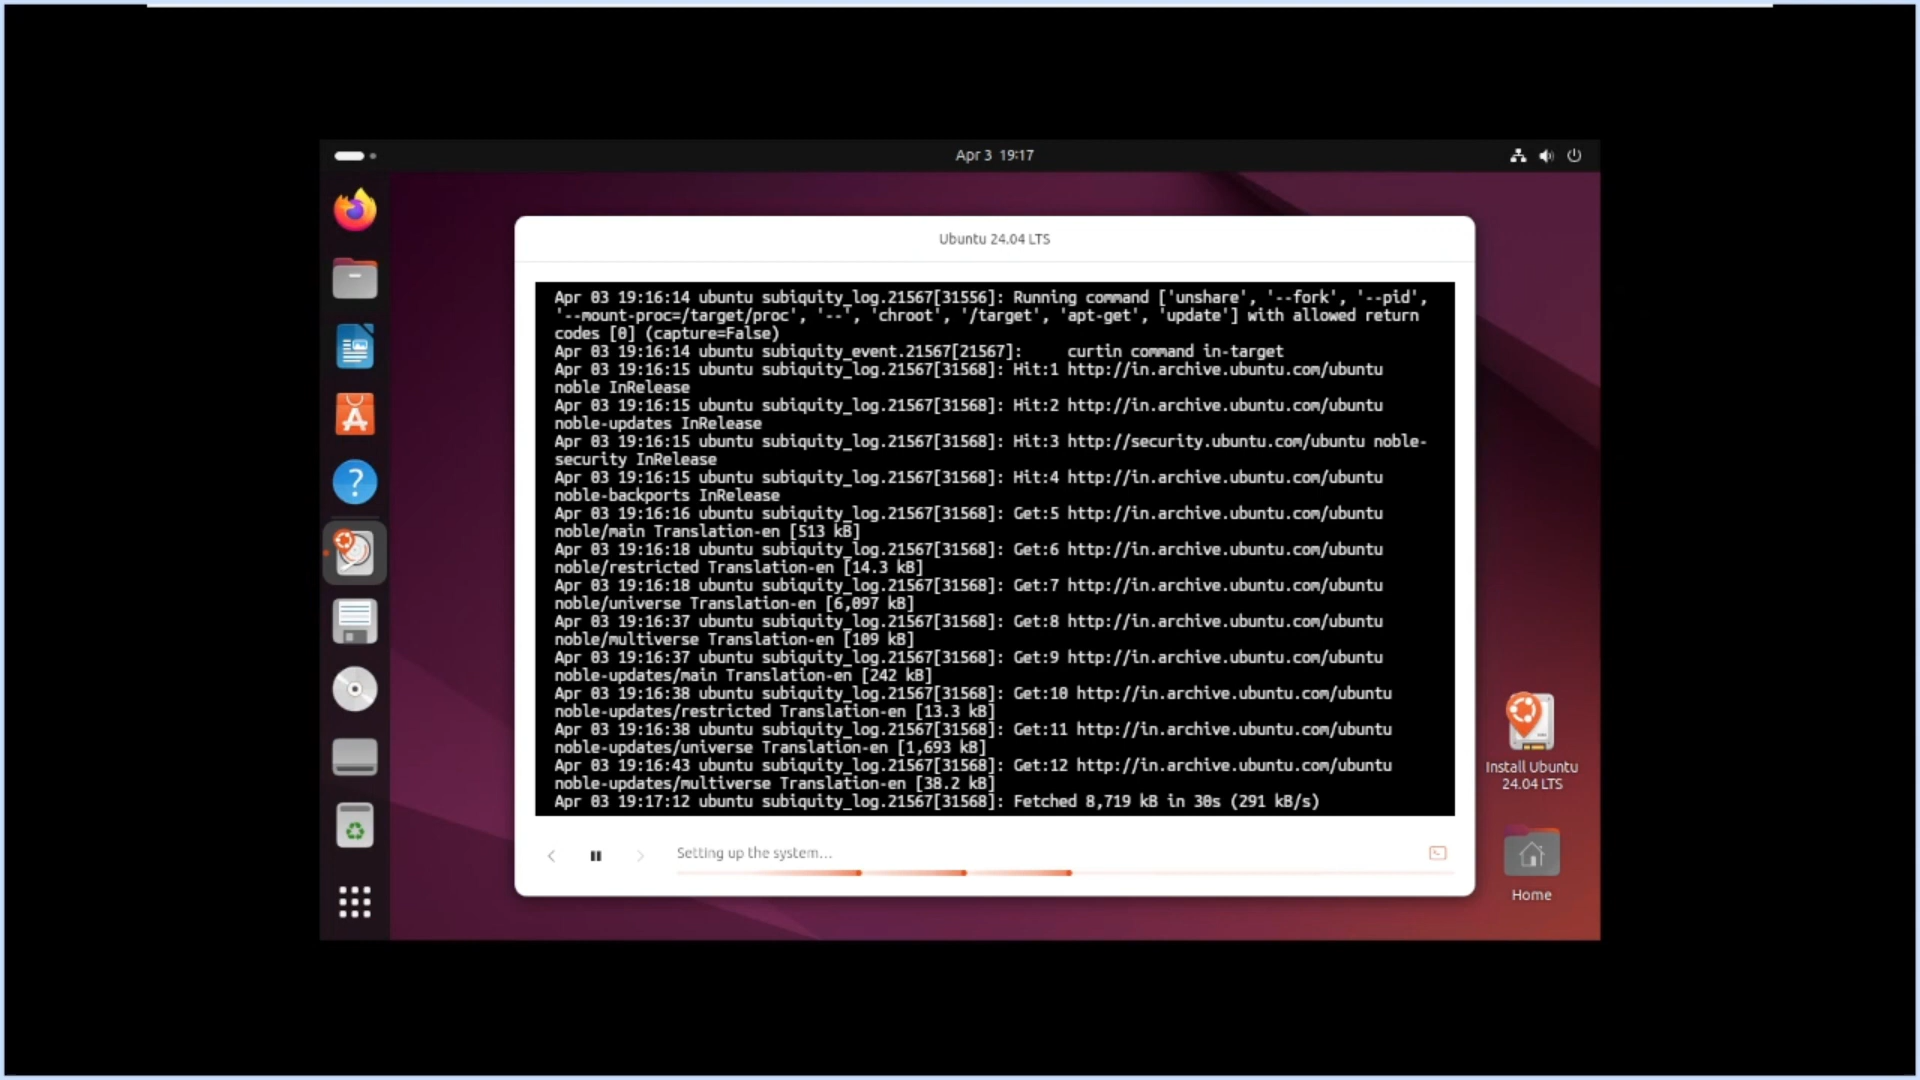 Apr 3 19:17
Ubuntu 24.04 LTS
Apr 03 19:16:14 ubuntu subiquity_log.21567[31556]: Running command ['unshare', '--fork', '--pid',
'--mount-proc=/target/proc', '--', 'chroot', '/target', 'apt-get', 'update'] with allowed return
codes [0] (capture=False)
Apr 03 19:16:14 ubuntu subiquity_event.21567[21567]:     curtin command in-target
Apr 03 19:16:15 ubuntu subiquity_log.21567[31568]: Hit:1 http://in.archive.ubuntu.com/ubuntu
noble InRelease
Apr 03 19:16:15 ubuntu subiquity_log.21567[31568]: Hit:2 http://in.archive.ubuntu.com/ubuntu
noble-updates InRelease
Apr 03 19:16:15 ubuntu subiquity_log.21567[31568]: Hit:3 http://security.ubuntu.com/ubuntu noble-
security InRelease
Apr 03 19:16:15 ubuntu subiquity_log.21567[31568]: Hit:4 http://in.archive.ubuntu.com/ubuntu
noble-backports InRelease
Apr 03 19:16:16 ubuntu subiquity_log.21567[31568]: Get:5 http://in.archive.ubuntu.com/ubuntu
noble/main Translation-en [513 kB]
Apr 03 19:16:18 ubuntu subiquity_log.21567[31568]: Get:6 http://in.archive.ubuntu.com/ubuntu
noble/restricted Translation-en [14.3 kB]
Apr 03 19:16:18 ubuntu subiquity_log.21567[31568]: Get:7 http://in.archive.ubuntu.com/ubuntu
noble/universe Translation-en [6,097 kB]
Apr 03 19:16:37 ubuntu subiquity_log.21567[31568]: Get:8 http://in.archive.ubuntu.com/ubuntu
noble/multiverse Translation-en [109 kB]
Apr 03 19:16:37 ubuntu subiquity_log.21567[31568]: Get:9 http://in.archive.ubuntu.com/ubuntu
noble-updates/main Translation-en [242 kB]
Apr 03 19:16:38 ubuntu subiquity_log.21567[31568]: Get:10 http://in.archive.ubuntu.com/ubuntu
noble-updates/restricted Translation-en [13.3 kB]
Apr 03 19:16:38 ubuntu subiquity_log.21567[31568]: Get:11 http://in.archive.ubuntu.com/ubuntu
noble-updates/universe Translation-en [1,693 kB]
Apr 03 19:16:43 ubuntu subiquity_log.21567[31568]: Get:12 http://in.archive.ubuntu.com/ubuntu
noble-updates/multiverse Translation-en [38.2 kB]
Apr 03 19:17:12 ubuntu subiquity_log.21567[31568]: Fetched 8,719 kB in 30s (291 kB/s)
Setting up the system...
Install Ubuntu
24.04 LTS
Home